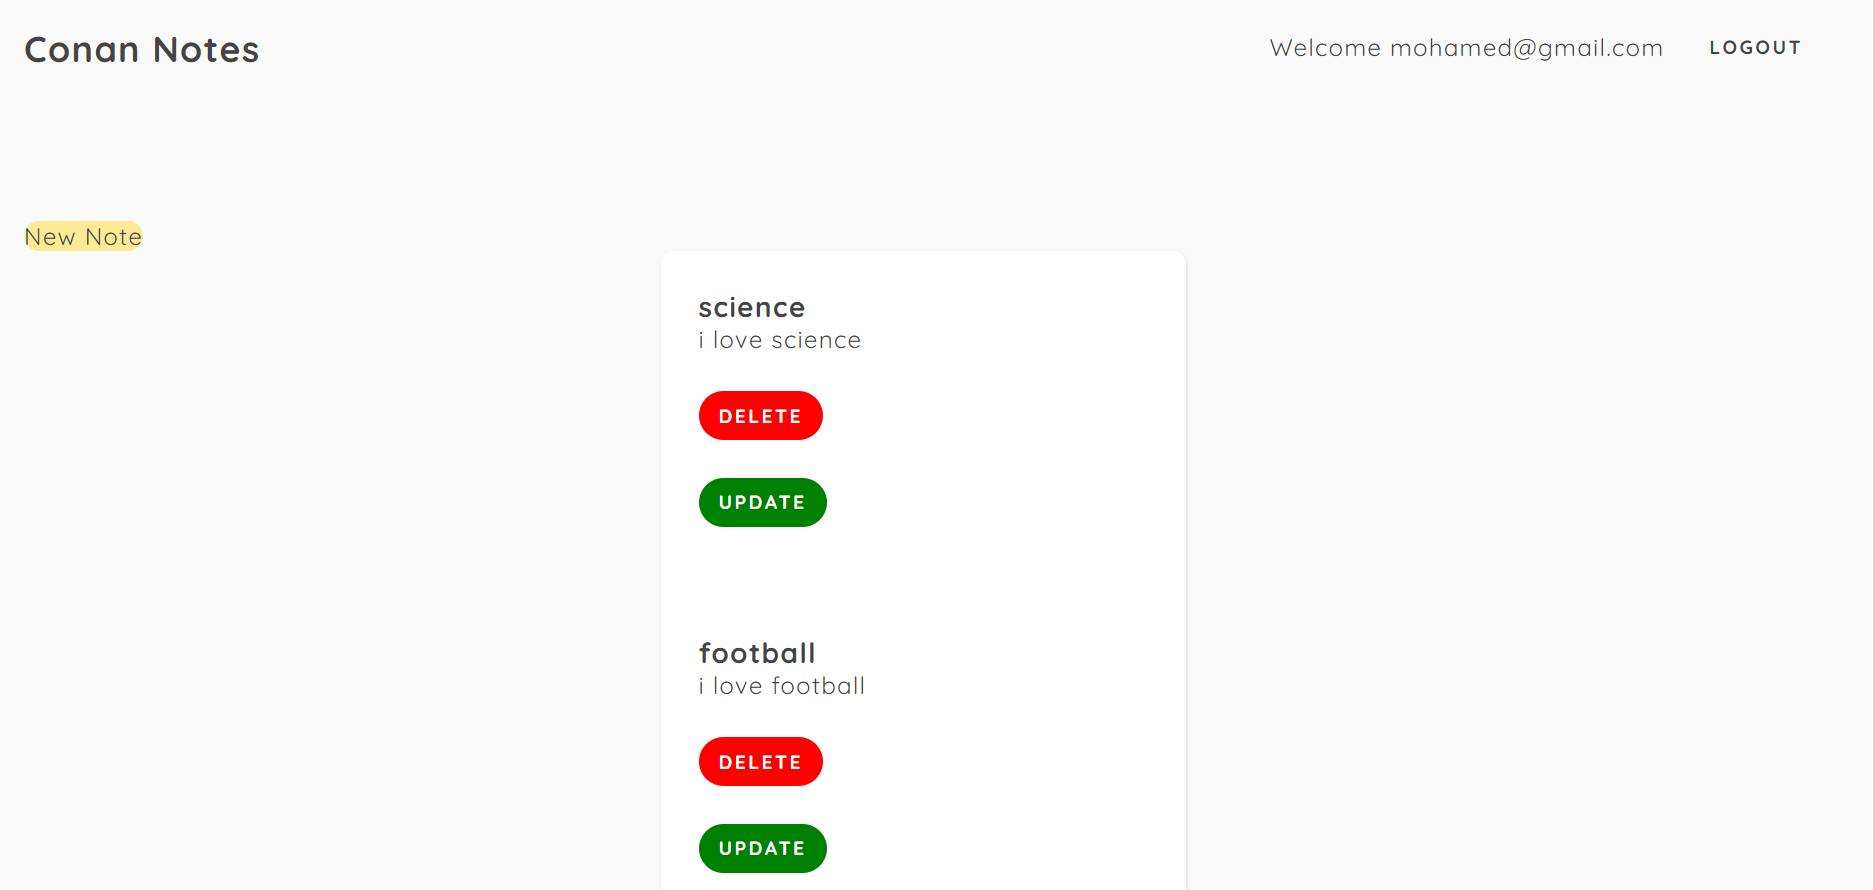 Conan Notes
Welcome mohamed@gmail.com
LOGOUT
New Note
science
i love science
DELETE
UPDATE
football
i love football
DELETE
UPDATE